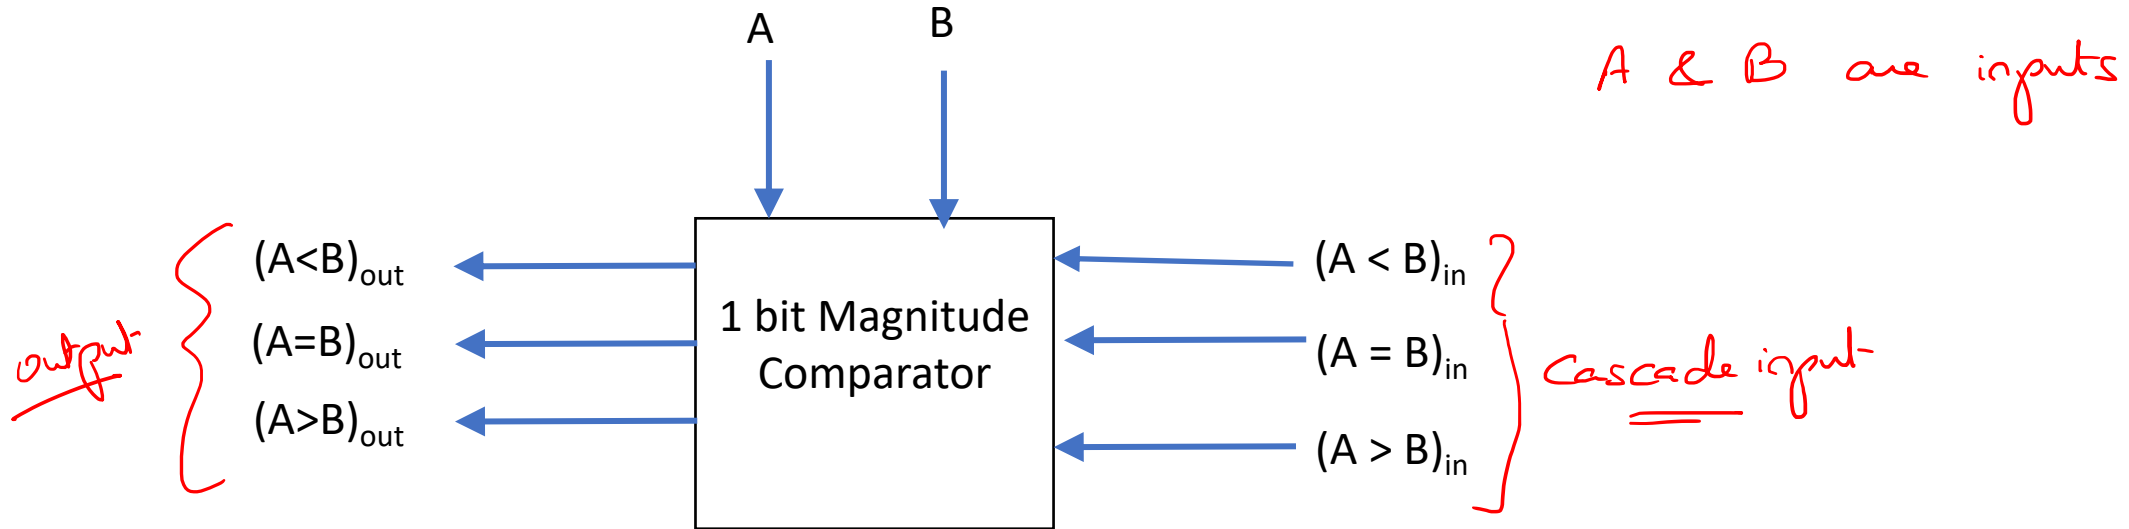 A
B
A & B are inputs
(A<B)out
(A=B)out
(A>B)out
output
1 bit Magnitude
Comparator
(A < B)in
(A = B)in
(A > B)in
Cascade input